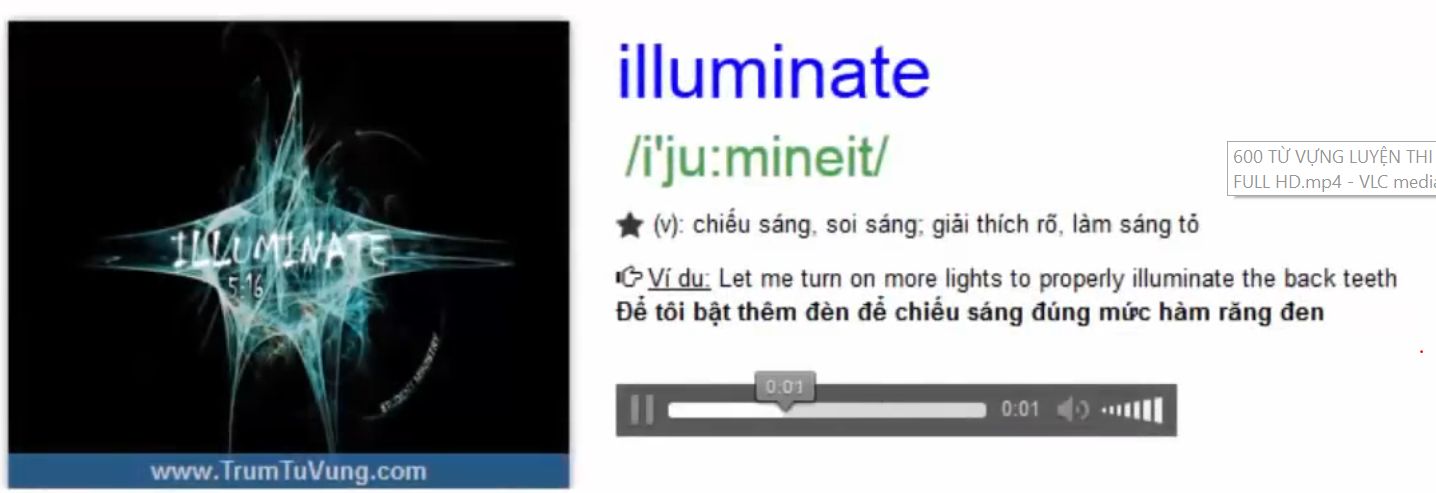 ILLUMINATE
5:16
STUDENT MINISTRY
www.TrumTuVung.com
illuminate
/i'ju:mineit/
★ (v): chiếu sáng, soi sáng; giải thích rõ, làm sáng tỏ
Ví du: Let me turn on more lights to properly illuminate the back teeth
Để tôi bật thêm đèn để chiếu sáng đúng mức hàm răng đen
0:01
0:01
600 TỪ VỰNG LUYỆN THI
FULL HD.mp4 - VLC media